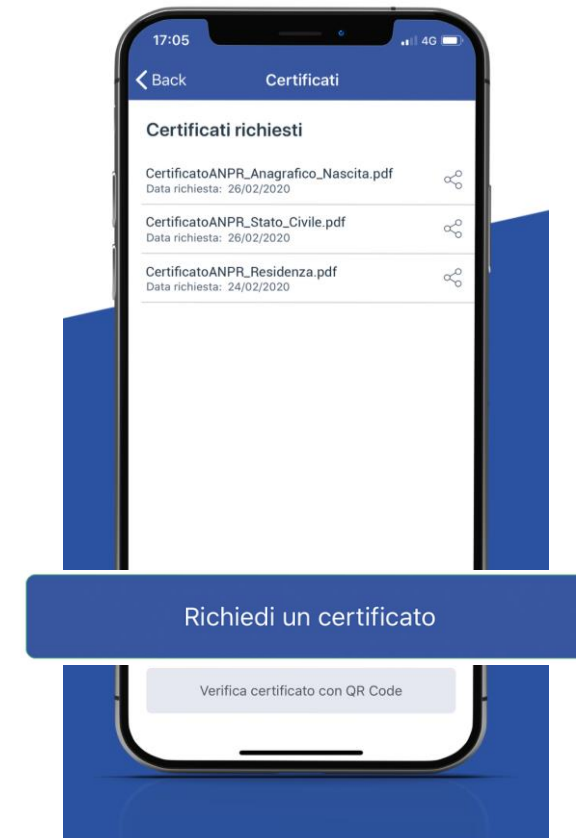 17:05
4G
Back
Certificati
Certificati richiesti
CertificatoANPR_Anagrafico_Nascita.pdf
Data richiesta: 26/02/2020
CertificatoANPR_Stato_Civile.pdf
Data richiesta: 26/02/2020
CertificatoANPR_Residenza.pdf
Data richiesta: 24/02/2020
Richiedi un certificato
Verifica certificato con QR Code